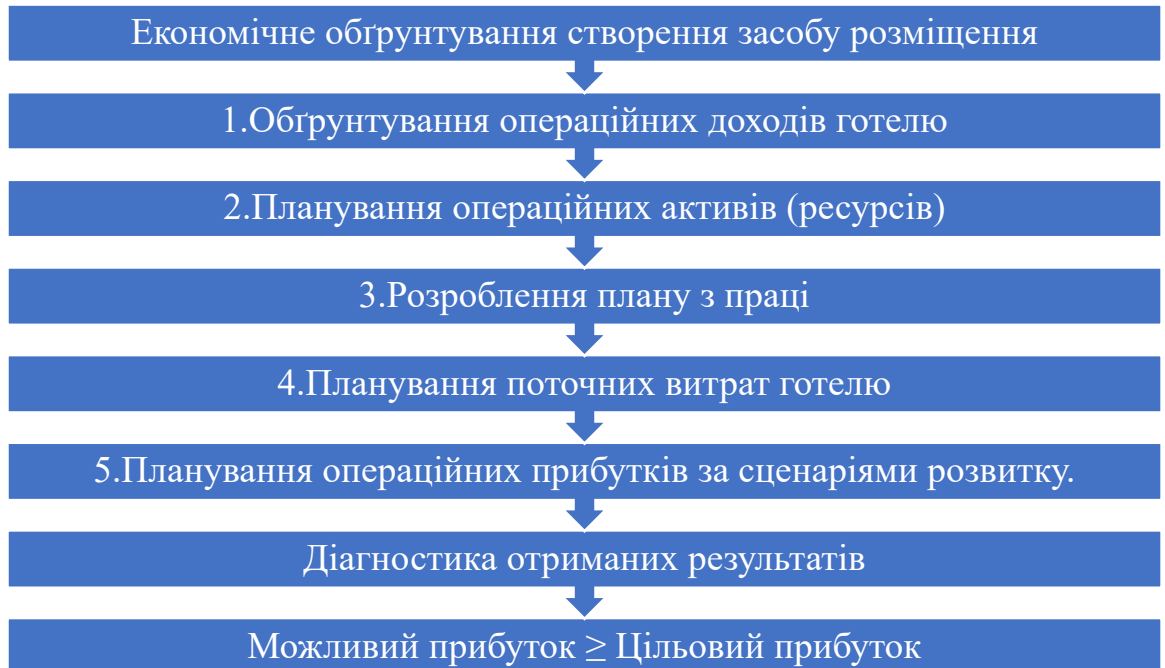 Економічне обґрунтування створення засобу розміщення
1.Обґрунтування операційних доходів готелю
2.Планування операційних активів (ресурсів)
3.Розроблення плану з праці
4.Планування поточних витрат готелю
5.Планування операційних прибутків за сценаріями розвитку.
Діагностика отриманих результатів
Можливий прибуток ≥ Цільовий прибуток